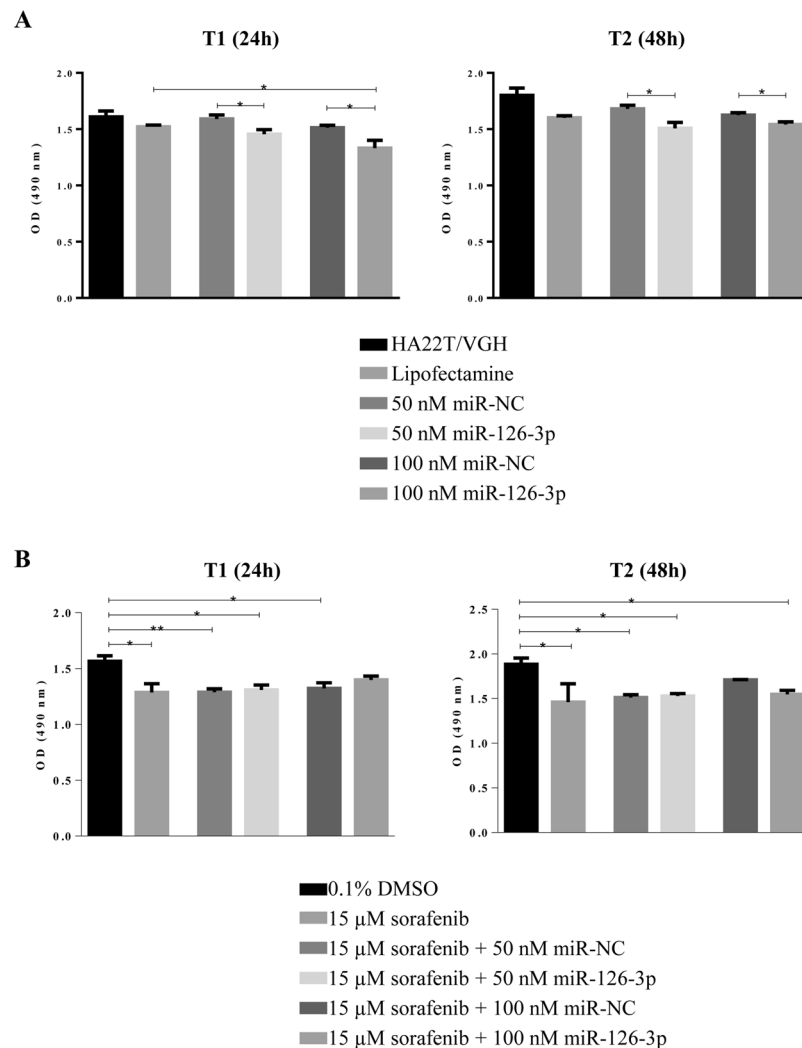 A
T1 (24h)
T2 (48h)
2.0
1.5
1.0
0.5
0.0
OD (490 nm)
*
*
*
2.0
1.5
1.0
0.5
0.0
OD (490 nm)
*
*
HA22T/VGH
Lipofectamine
50 nM miR-NC
50 nM miR-126-3p
100 nM miR-NC
100 nM miR-126-3p
B
T1 (24h)
T2 (48h)
2.0
1.5
1.0
0.5
0.0
OD (490 nm)
*
*
**
*
2.5
2.0
1.5
1.0
0.5
0.0
OD (490 nm)
*
*
*
*
0.1% DMSO
15 µM sorafenib
15 µM sorafenib + 50 nM miR-NC
15 µM sorafenib + 50 nM miR-126-3p
15 µM sorafenib + 100 nM miR-NC
15 µM sorafenib + 100 nM miR-126-3p